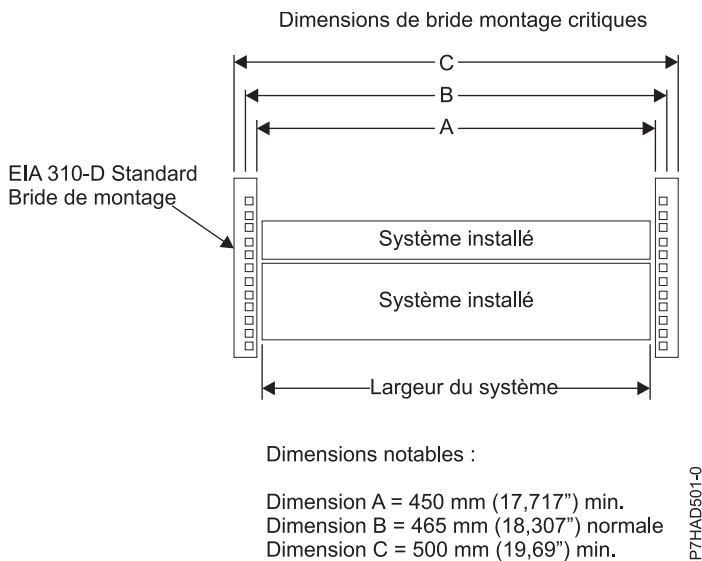 Dimensions de bride montage critiques
C
B
A
EIA 310-D Standard
Bride de montage
Système installé
Système installé
Largeur du système
Dimensions notables :
Dimension A = 450 mm (17,717”) min.
Dimension B = 465 mm (18,307”) normale
Dimension C = 500 mm (19,69”) min.
P7HAD501-0